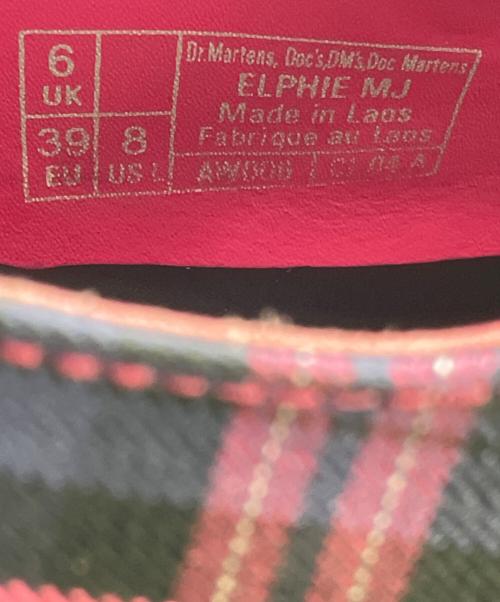 6
UK
39
EU
8
US L
Dr.Martens, Doc's,DM's,Doc Martens
ELPHIE MJ
Made in Laos
Fabrique au Laos
AW006